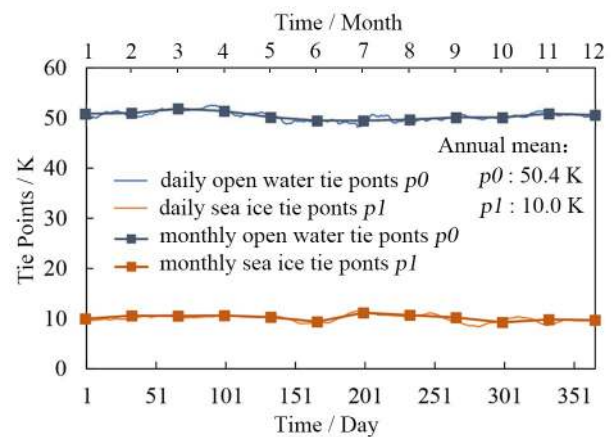 Time / Month
1 2 3 4 5 6 7 8 9 10 11 12
60
50
40
30
20
10
0
Tie Points / K
Annual mean：
p0 : 50.4 K
p1 : 10.0 K
daily open water tie ponts p0
daily sea ice tie ponts p1
monthly open water tie ponts p0
monthly sea ice tie ponts p1
1 51 101 151 201 251 301 351
Time / Day